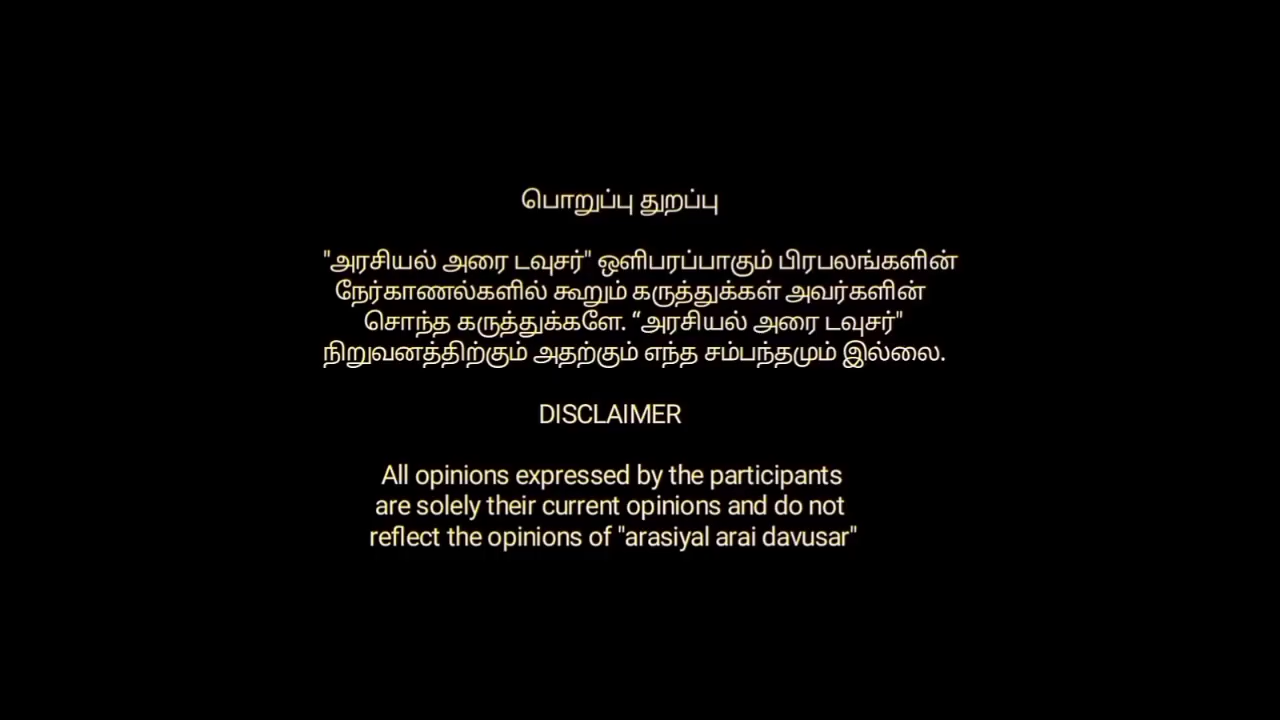 பொறுப்பு துறப்பு
"அரசியல் அரை டவுசர்" ஒளிபரப்பாகும் பிரபலங்களின்
நேர்காணல்களில் கூறும் கருத்துக்கள் அவர்களின்
சொந்த கருத்துக்களே. “அரசியல் அரை டவுசர்"
நிறுவனத்திற்கும் அதற்கும் எந்த சம்பந்தமும் இல்லை.
DISCLAIMER
All opinions expressed by the participants
are solely their current opinions and do not
reflect the opinions of "arasiyal arai davusar"